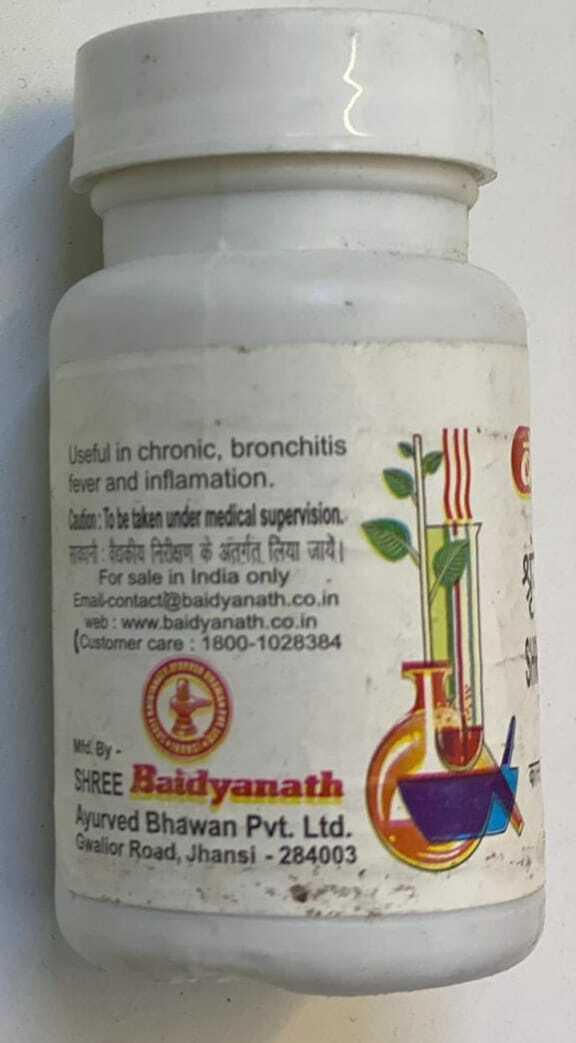 Useful in chronic, bronchitis
fever and inflamation.
Caution : To be taken under medical supervision.
सावधानी : वैद्यकीय निरीक्षण के अंतर्गत लिया जाये।
For sale in India only
Email-contact@baidyanath.co.in
web : www.baidyanath.co.in
(Customer care : 1800-1028384
Mfd. By -
SHREE Baidyanath
Ayurved Bhawan Pvt. Ltd.
Gwalior Road, Jhansi - 284003